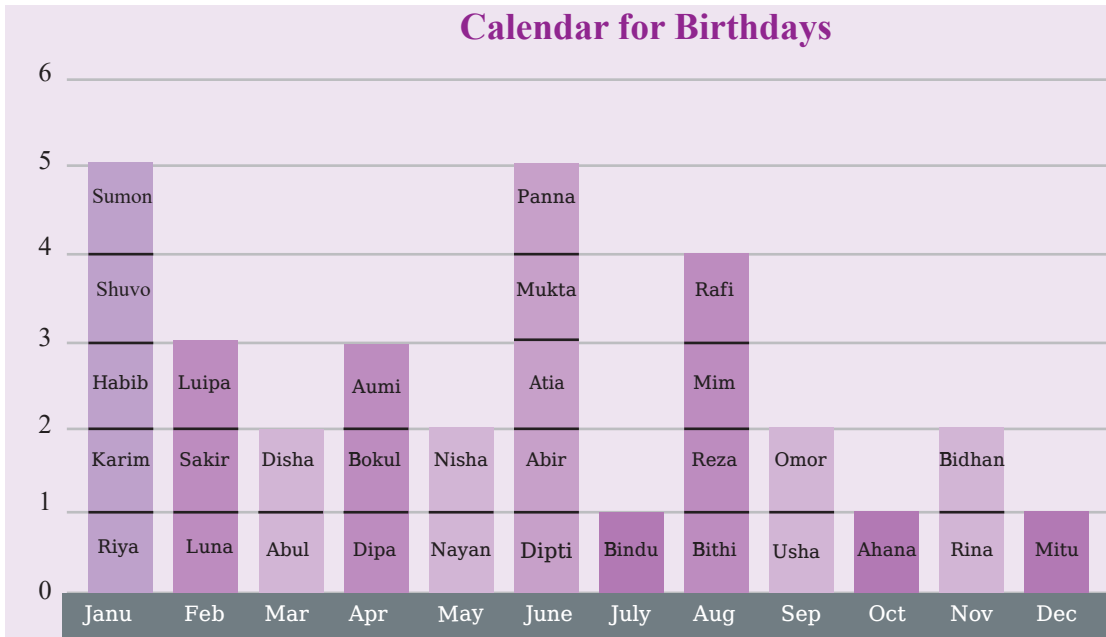 Calendar for Birthdays
6
5
Sumon Panna
4
Shuvo Mukta Rafi
3
Habib Luipa Aumi Atia Mim
2
Karim Sakir Disha Bokul Nisha Abir Reza Omor Bidhan
1
Riya Luna Abul Dipa Nayan Dipti Bindu Bithi Usha Ahana Rina Mitu
0
Janu Feb Mar Apr May June July Aug Sep Oct Nov Dec